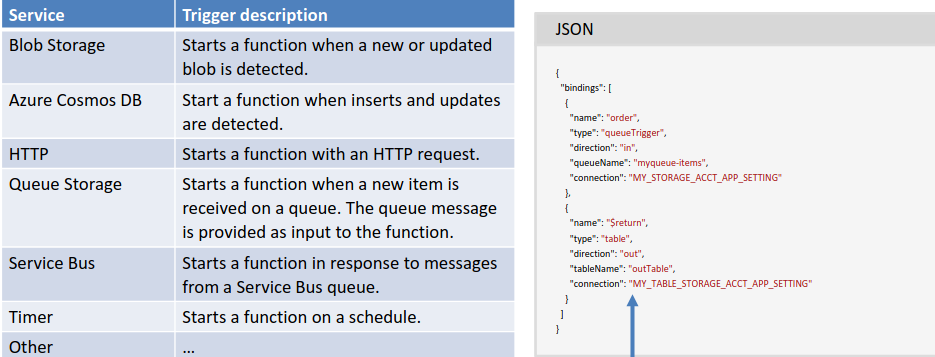 Service Trigger description
Blob Storage Starts a function when a new or updated
blob is detected.
Azure Cosmos DB Start a function when inserts and updates
are detected.
HTTP Starts a function with an HTTP request.
Queue Storage Starts a function when a new item is
received on a queue. The queue message
is provided as input to the function.
Service Bus Starts a function in response to messages
from a Service Bus queue.
Timer Starts a function on a schedule.
Other ...
JSON
{
"bindings": [
{
"name": "order",
"type": "queueTrigger",
"direction": "in",
"queueName": "myqueue-items",
"connection": "MY_STORAGE_ACCT_APP_SETTING"
},
{
"name": "$return",
"type": "table",
"direction": "out",
"tableName": "outTable",
"connection": "MY_TABLE_STORAGE_ACCT_APP_SETTING"
}
]
}